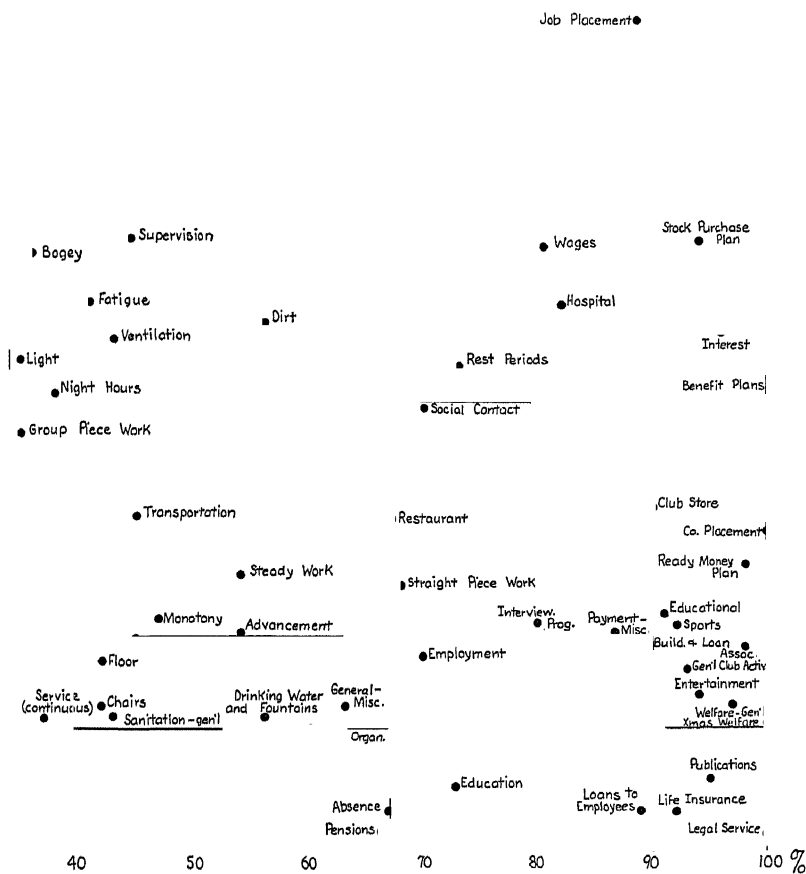 Job Placement
Stock Purchase
Plan
Supervision
Wages
Bogey
Fatigue
Hospital
Dirt
Ventilation
Interest
Light
Rest Periods
Night Hours
Benefit Plans
Social Contact
Group Piece Work
Club Store
Transportation
Restaurant
Co. Placement
Ready Money
Plan
Steady Work
Straight Piece Work
Educational
Interview.
Prog.
Payment-
Misc.
Sports
Monotony
Advancement
Build. & Loan
Assoc.
Employment
Floor
Gen'l Club Activ
Entertainment
Service
(continuous)
Chairs
Drinking Water
and Fountains
General-
Misc.
Sanitation-gen'l
Welfare-Gen'l
Xmas Welfare
Organ.
Publications
Education
Loans to
Employees
Life Insurance
Absence
Pensions
Legal Service
40 50 60 70 80 90 100 %